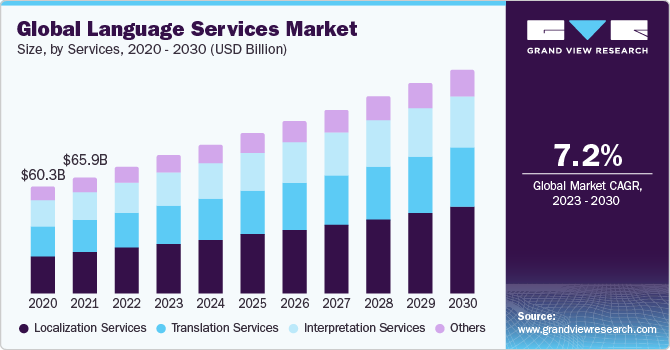 Global Language Services Market
Size, by Services, 2020 - 2030 (USD Billion)
GRAND VIEW RESEARCH
$60.3B
$65.9B
7.2%
Global Market CAGR,
2023 - 2030
2020 2021 2022 2023 2024 2025 2026 2027 2028 2029 2030
Localization Services Translation Services Interpretation Services Others
Source:
www.grandviewresearch.com